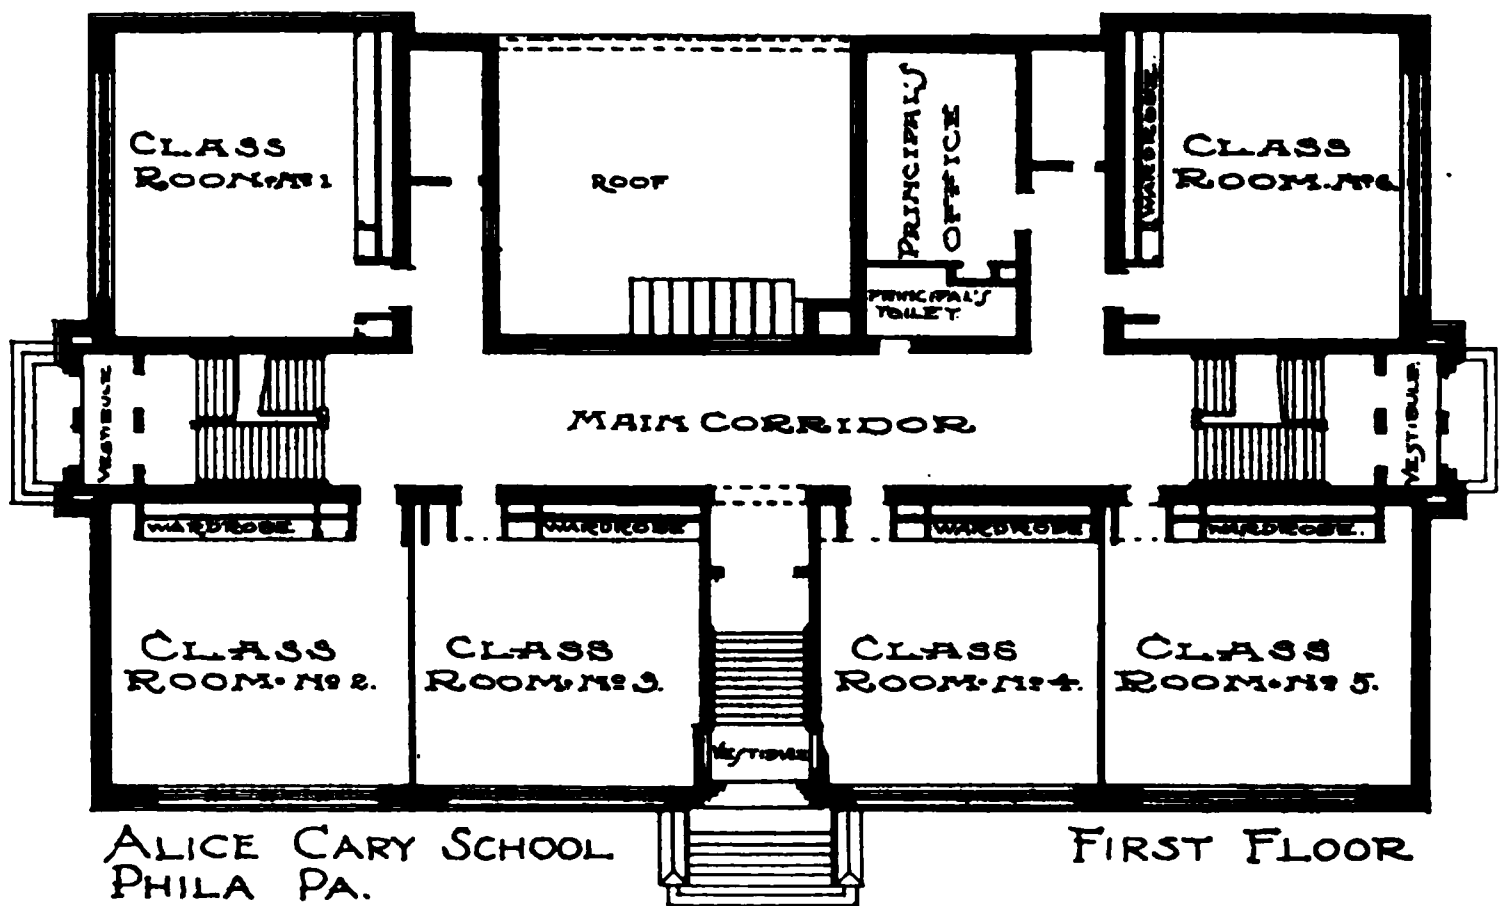 CLASS
ROOM. No 1
ROOF
PRINCIPAL'S
OFFICE
WARDROBE.
CLASS
ROOM. No 6
PRINCIPAL'S
TOILET.
VESTIBULE
MAIN CORRIDOR
VESTIBULE.
WARDROBE.
WARDROBE
WARDROBE
WARDROBE.
CLASS
ROOM. No 2.
CLASS
ROOM. No 3.
CLASS
ROOM. No 4.
CLASS
ROOM. No 5.
VESTIBULE
ALICE CARY SCHOOL
PHILA PA.
FIRST FLOOR